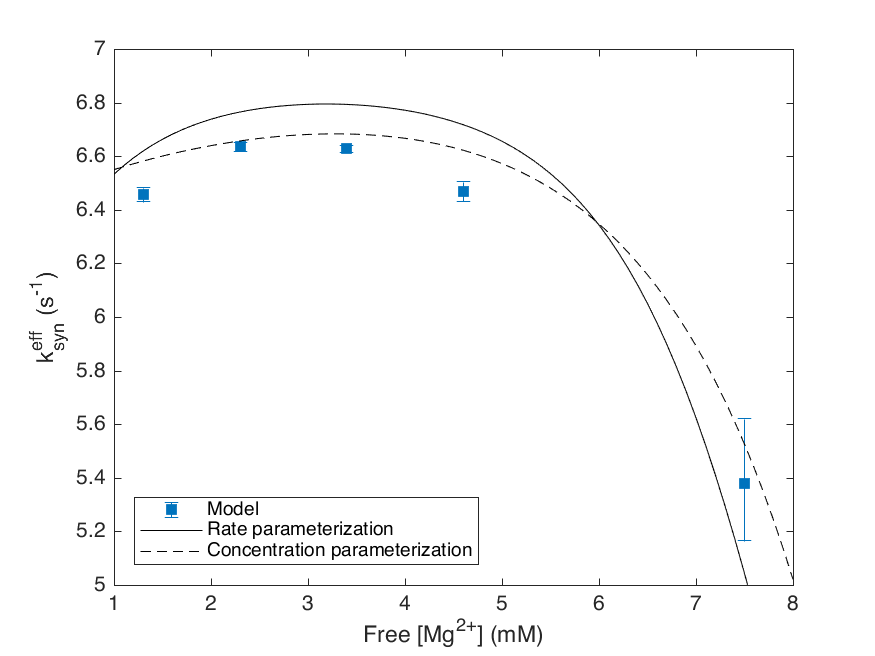 7
6.8
6.6
6.4
6.2
6
5.8
5.6
5.4
5.2
5
k_syn^eff (s^-1)
Model
Rate parameterization
Concentration parameterization
1 2 3 4 5 6 7 8
Free [Mg^2+] (mM)